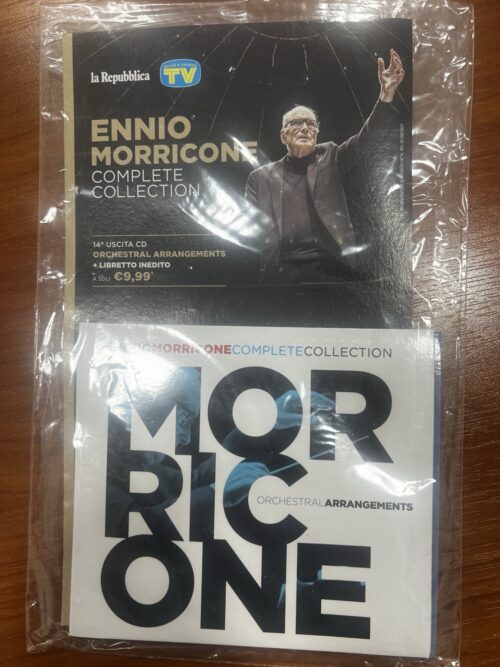 la Repubblica
TV
ENNIO
MORRICONE
COMPLETE
COLLECTION
14ª USCITA CD
ORCHESTRAL ARRANGEMENTS
+ LIBRETTO INEDITO
A SOLI €9,99*
MORRICONECOMPLETECOLLECTION
MOR
RIC
ORCHESTRALARRANGEMENTS
ONE